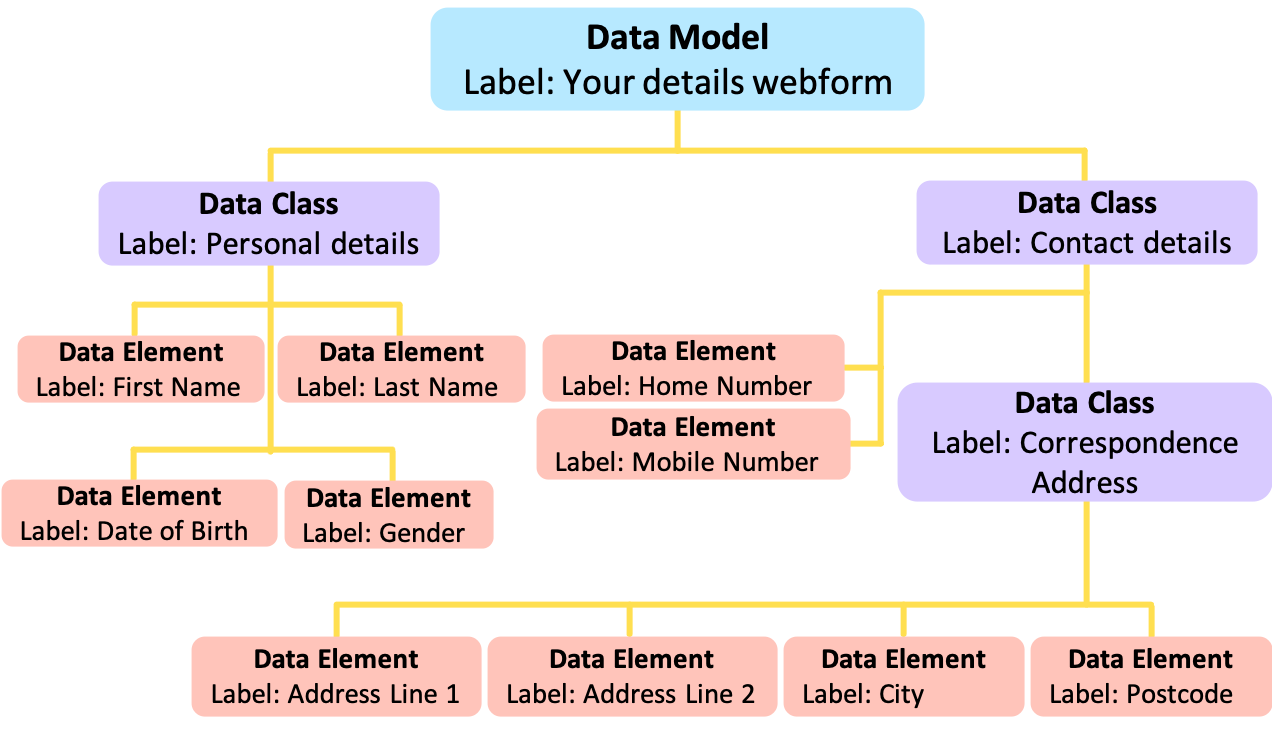 Data Model
Label: Your details webform
Data Class
Label: Personal details
Data Class
Label: Contact details
Data Element
Label: First Name
Data Element
Label: Last Name
Data Element
Label: Home Number
Data Element
Label: Mobile Number
Data Class
Label: Correspondence
Address
Data Element
Label: Date of Birth
Data Element
Label: Gender
Data Element
Label: Address Line 1
Data Element
Label: Address Line 2
Data Element
Label: City
Data Element
Label: Postcode